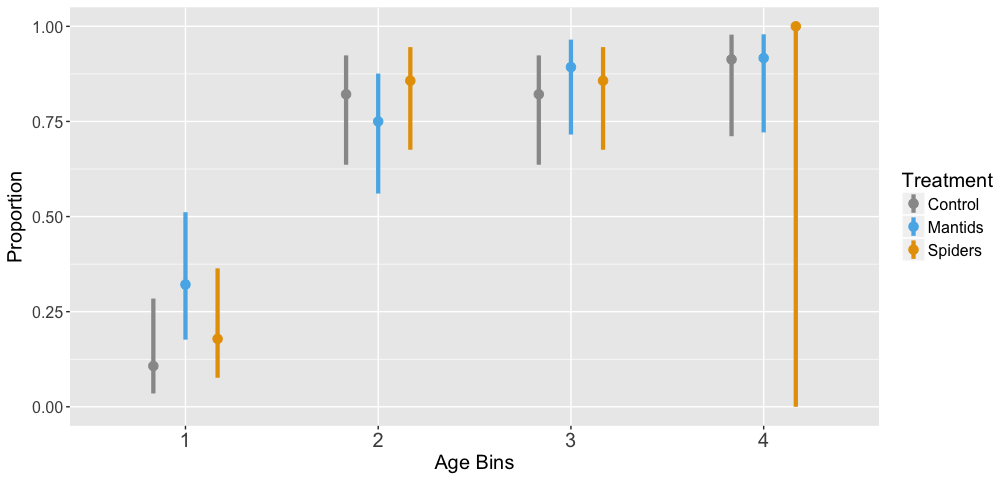 1.00
0.75
0.50
0.25
0.00
Proportion
1 2 3 4
Age Bins
Treatment
Control
Mantids
Spiders